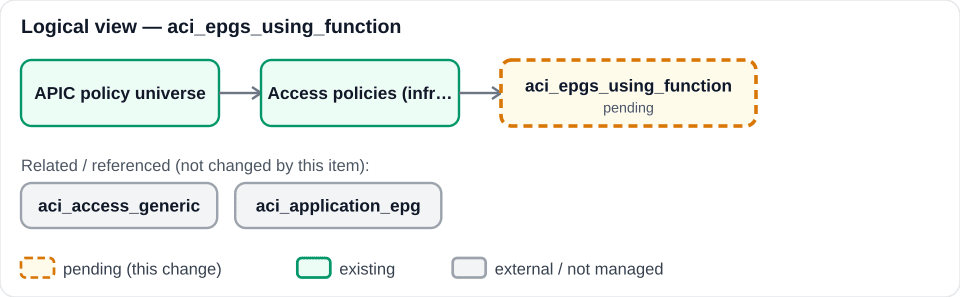 Logical view — aci_epgs_using_function
APIC policy universe
Access policies (infr...
aci_epgs_using_function
pending
Related / referenced (not changed by this item):
aci_access_generic
aci_application_epg
pending (this change)
existing
external / not managed